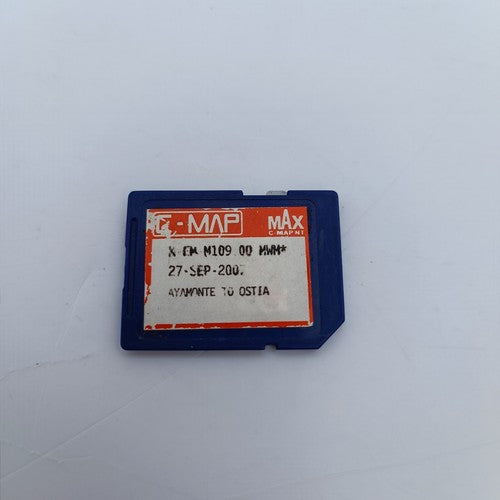 C-MAP
MAX
C-MAP NT
M109.00 MWM*
27-SEP-2007
AYAMONTE TO OSTIA